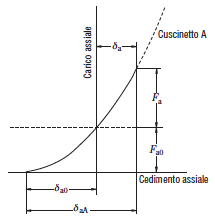 Cuscinetto A
Carico assiale
δa
Fa
Fa0
Cedimento assiale
δa0
δaA